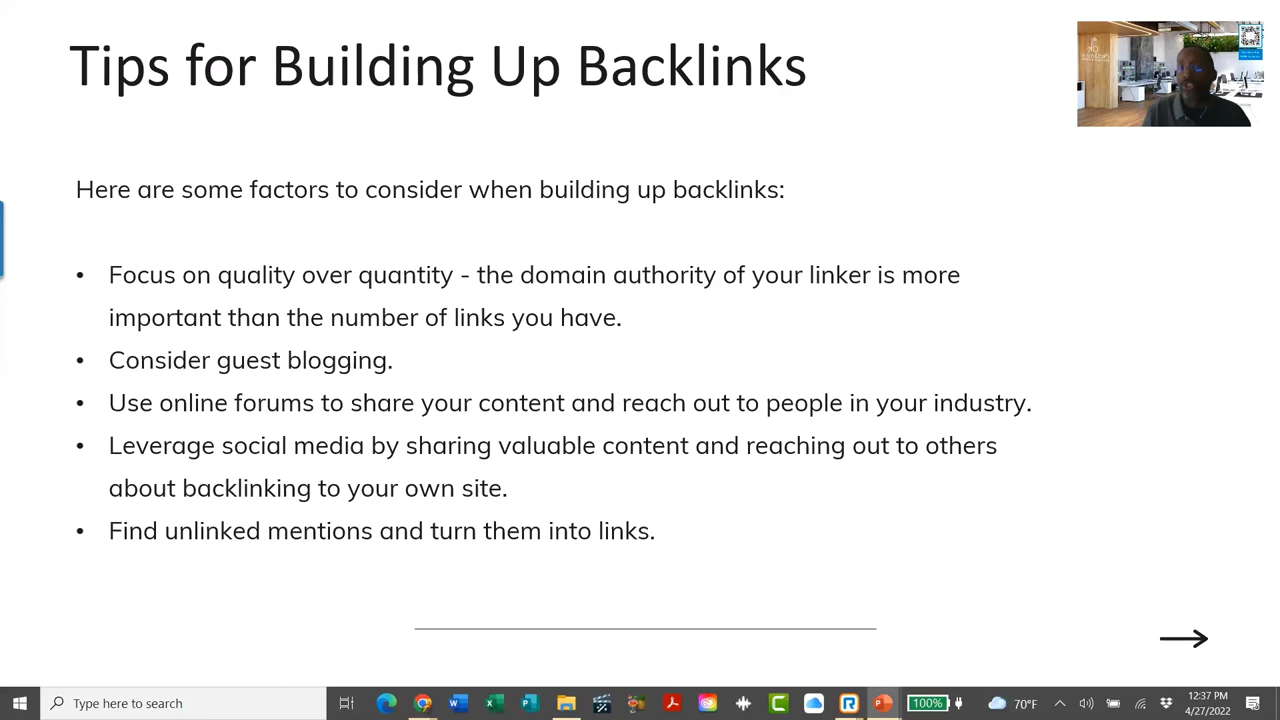 Tips for Building Up Backlinks
Here are some factors to consider when building up backlinks:
• Focus on quality over quantity - the domain authority of your linker is more
important than the number of links you have.
• Consider guest blogging.
• Use online forums to share your content and reach out to people in your industry.
• Leverage social media by sharing valuable content and reaching out to others
about backlinking to your own site.
• Find unlinked mentions and turn them into links.
Type here to search
100%
70°F
12:37 PM
4/27/2022